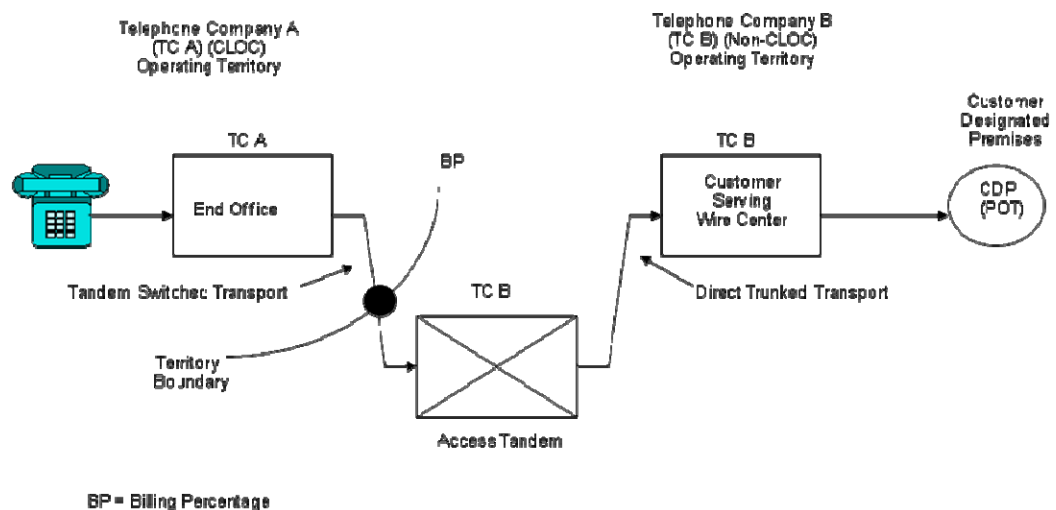 Telephone Company A
(TC A) (CLOC)
Operating Territory
Telephone Company B
(TC B) (Non-CLOC)
Operating Territory
Customer
Designated
Premises
TC A
BP
TC B
End Office
Customer
Serving
Wire Center
CDP
(POT)
Tandem Switched Transport
TC B
Direct Trunked Transport
Territory
Boundary
Access Tandem
BP = Billing Percentage